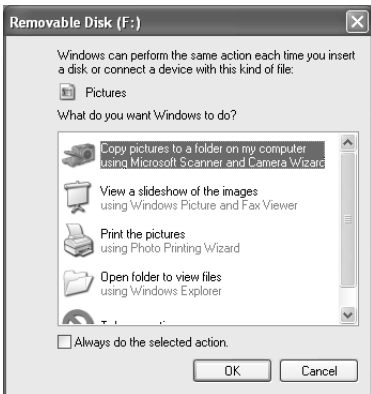 Removable Disk (F:)
Windows can perform the same action each time you insert
a disk or connect a device with this kind of file:
Pictures
What do you want Windows to do?
Copy pictures to a folder on my computer
using Microsoft Scanner and Camera Wizard
View a slideshow of the images
using Windows Picture and Fax Viewer
Print the pictures
using Photo Printing Wizard
Open folder to view files
using Windows Explorer
Always do the selected action.
OK
Cancel